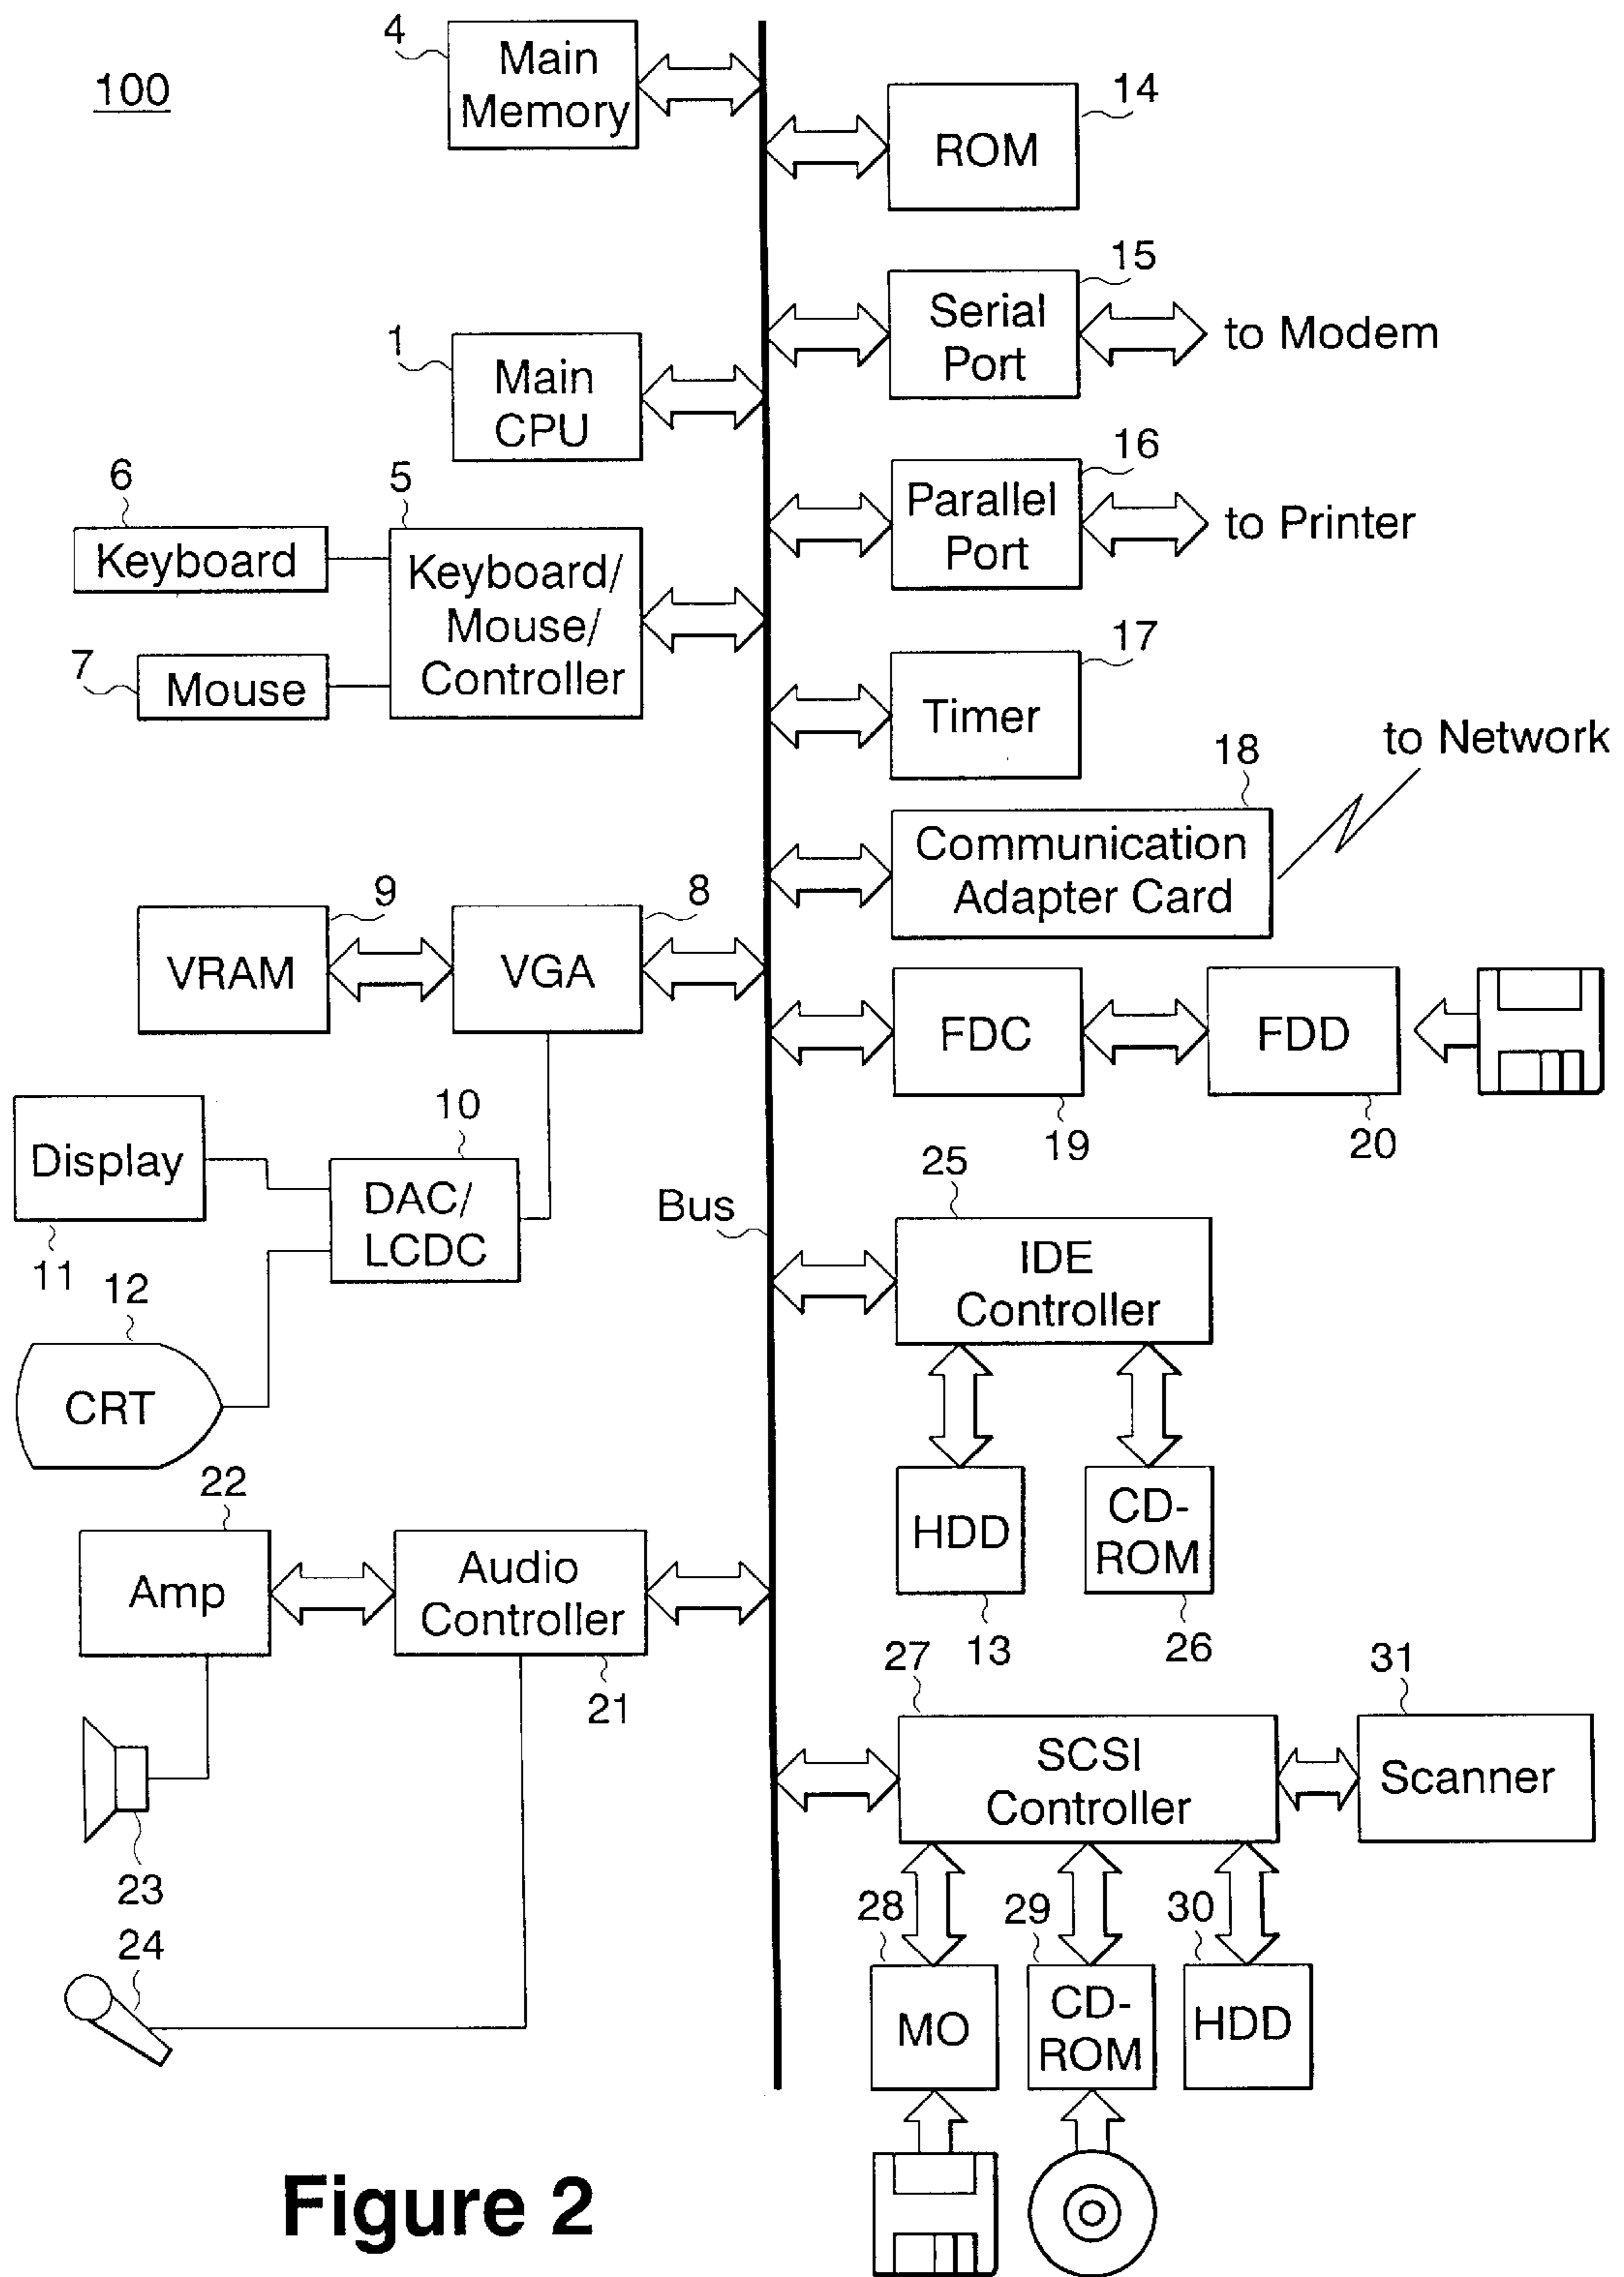 100
4
Main
Memory
14
ROM
15
Serial
Port
to Modem
1
Main
CPU
16
Parallel
Port
to Printer
6
Keyboard
5
Keyboard/
Mouse/
Controller
7
Mouse
17
Timer
18
to Network
Communication
Adapter Card
9
VRAM
8
VGA
FDC
19
FDD
20
Display
11
10
DAC/
LCDC
Bus
25
IDE
Controller
12
CRT
HDD
13
CD-
ROM
26
22
Amp
Audio
Controller
21
23
24
27
SCSI
Controller
31
Scanner
28
MO
29
CD-
ROM
30
HDD
Figure 2